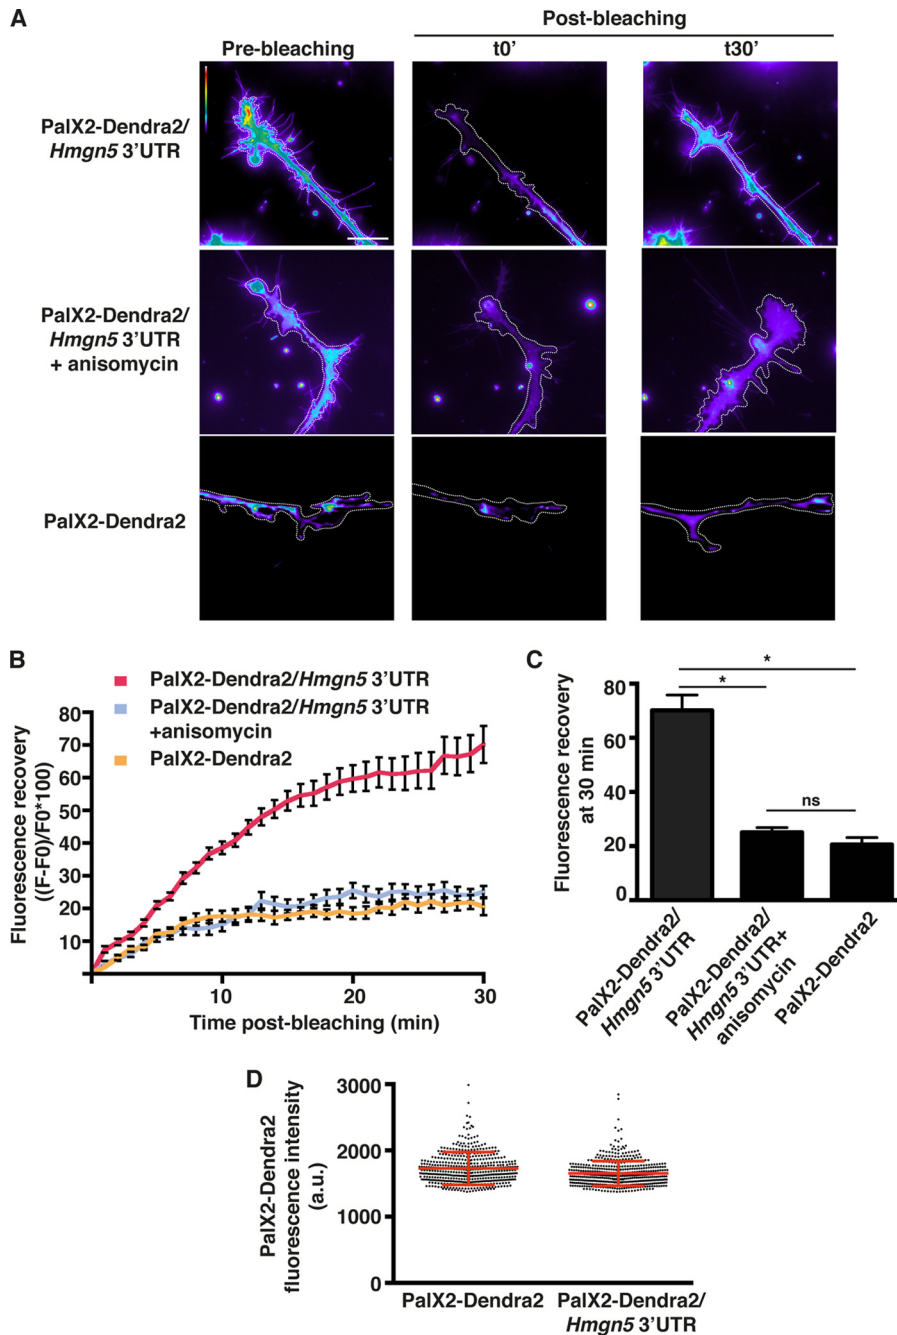 A
Post-bleaching
Pre-bleaching
t0’
t30’
PalX2-Dendra2/
Hmgn5 3’UTR
PalX2-Dendra2/
Hmgn5 3’UTR
+ anisomycin
PalX2-Dendra2
B
PalX2-Dendra2/Hmgn5 3’UTR
PalX2-Dendra2/Hmgn5 3’UTR
+anisomycin
PalX2-Dendra2
Fluorescence recovery
((F-F0)/F0*100)
80
70
60
50
40
30
20
10
10
20
30
Time post-bleaching (min)
C
*
*
ns
Fluorescence recovery
at 30 min
80
60
40
20
0
PalX2-Dendra2/
Hmgn5 3’UTR
PalX2-Dendra2/
Hmgn5 3’UTR+
anisomycin
PalX2-Dendra2
D
PalX2-Dendra2
fluorescence intensity
(a.u.)
3000
2000
1000
0
PalX2-Dendra2
PalX2-Dendra2/
Hmgn5 3’UTR